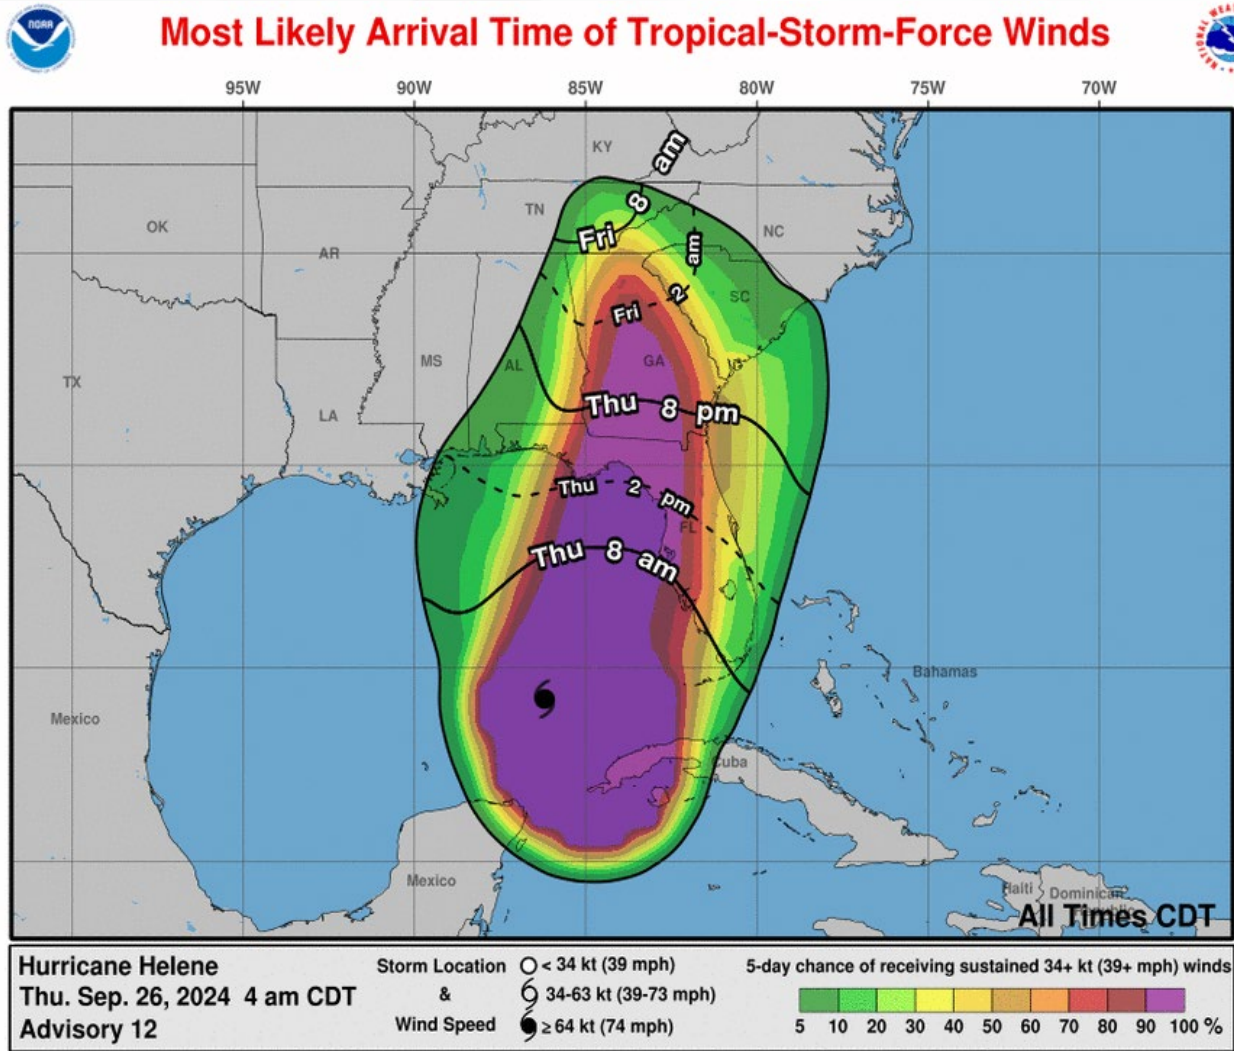 NOAA
Most Likely Arrival Time of Tropical-Storm-Force Winds
95W 90W 85W 80W 75W 70W
KY
am
TN
8
Fri
NC
OK
AR
am
2
SC
Fri
MS
AL
GA
TX
LA
Thu 8 pm
Thu 2 pm
FL
Thu 8 am
Bahamas
Mexico
Cuba
Mexico
Haiti
Dominican
Republic
All Times CDT
Hurricane Helene
Thu. Sep. 26, 2024 4 am CDT
Advisory 12
Storm Location
&
Wind Speed
< 34 kt (39 mph)
34-63 kt (39-73 mph)
≥ 64 kt (74 mph)
5-day chance of receiving sustained 34+ kt (39+ mph) winds
5 10 20 30 40 50 60 70 80 90 100 %